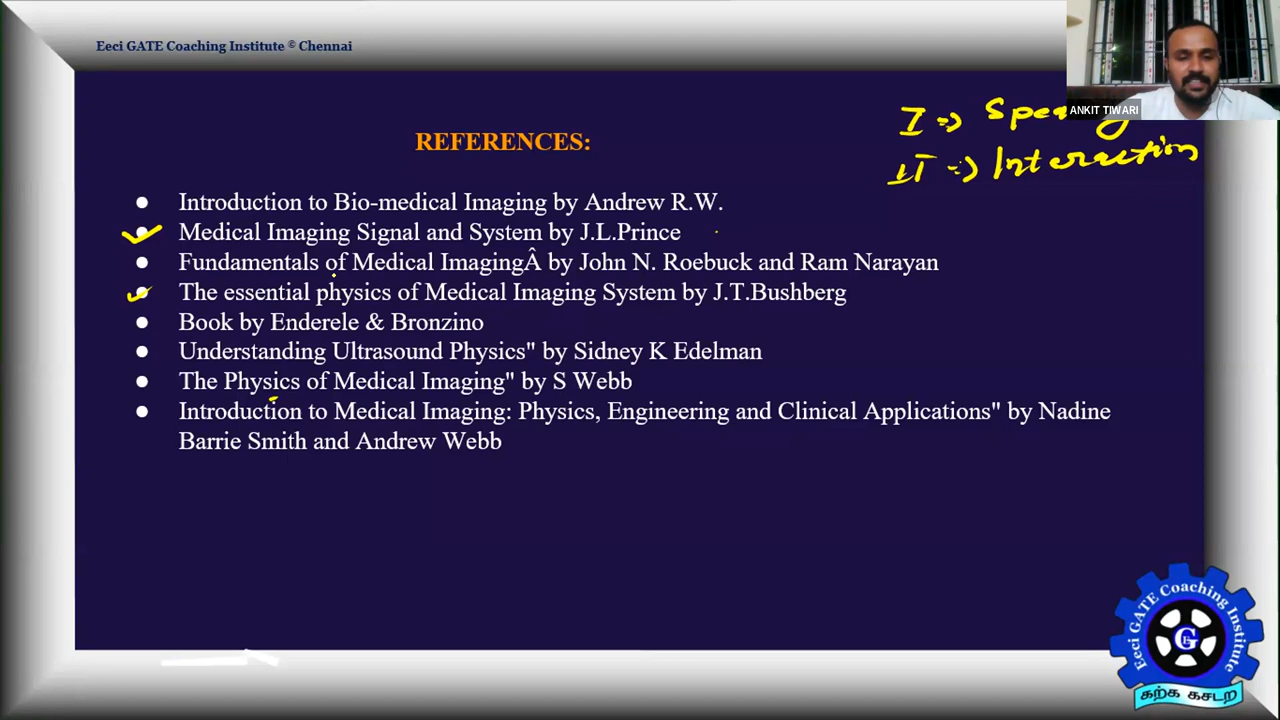 Eeci GATE Coaching Institute © Chennai
ANKIT TIWARI
I =>
II => Interaction
REFERENCES:
● Introduction to Bio-medical Imaging by Andrew R.W.
● Medical Imaging Signal and System by J.L.Prince
● Fundamentals of Medical ImagingÂ by John N. Roebuck and Ram Narayan
● The essential physics of Medical Imaging System by J.T.Bushberg
● Book by Enderele & Bronzino
● Understanding Ultrasound Physics" by Sidney K Edelman
● The Physics of Medical Imaging" by S Webb
● Introduction to Medical Imaging: Physics, Engineering and Clinical Applications" by Nadine
Barrie Smith and Andrew Webb
Eeci GATE Coaching Institute
கற்க கசடற